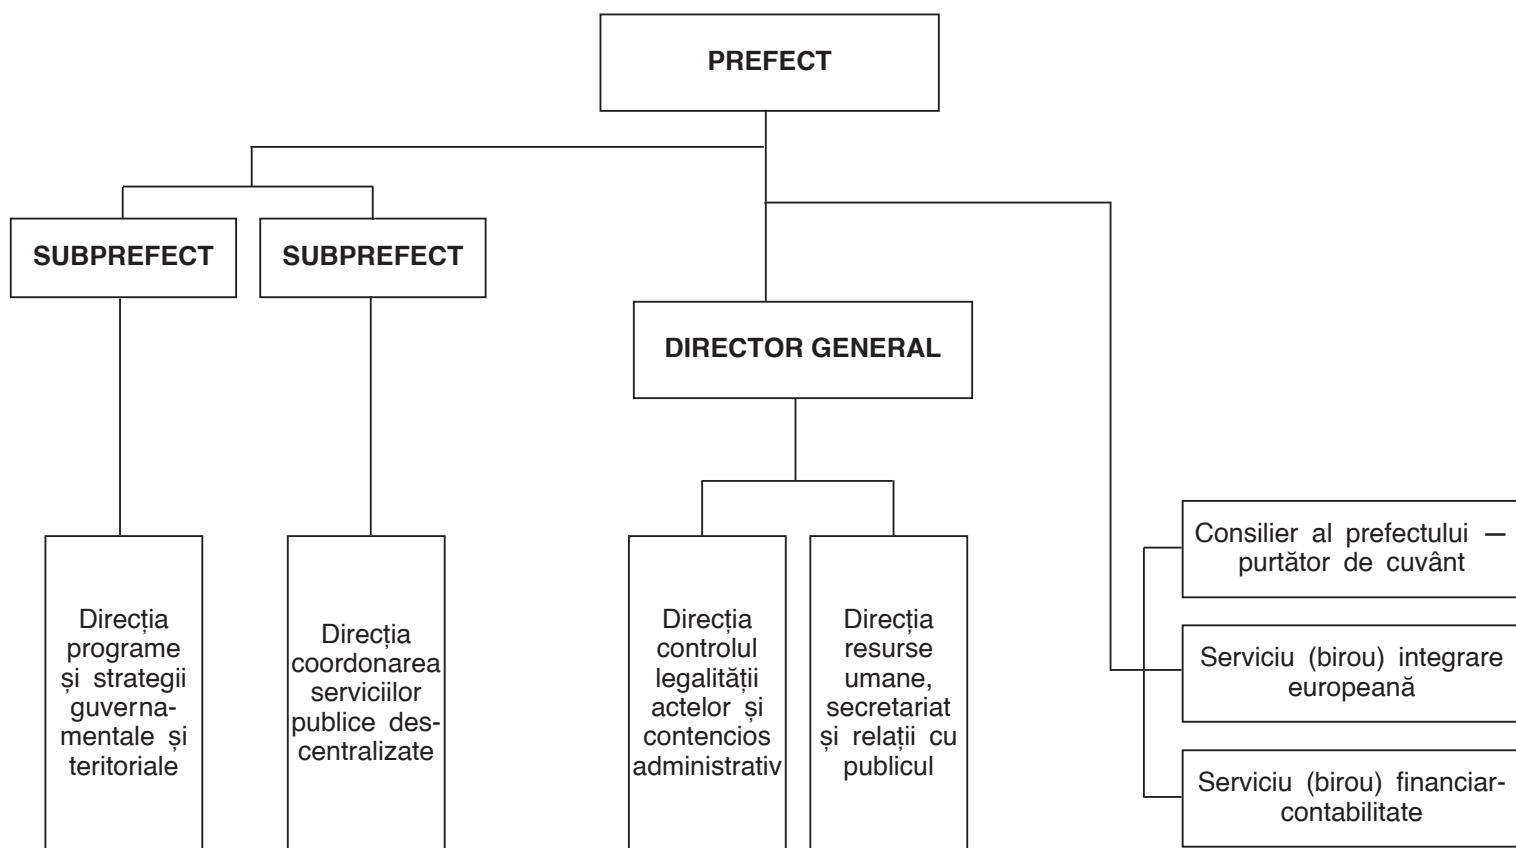 PREFECT
SUBPREFECT
SUBPREFECT
DIRECTOR GENERAL
Direcția
programe
și strategii
guverna-
mentale și
teritoriale
Direcția
coordonarea
serviciilor
publice des-
centralizate
Direcția
controlul
legalității
actelor și
contencios
administrativ
Direcția
resurse
umane,
secretariat
și relații cu
publicul
Consilier al prefectului —
purtător de cuvânt
Serviciu (birou) integrare
europeană
Serviciu (birou) financiar-
contabilitate